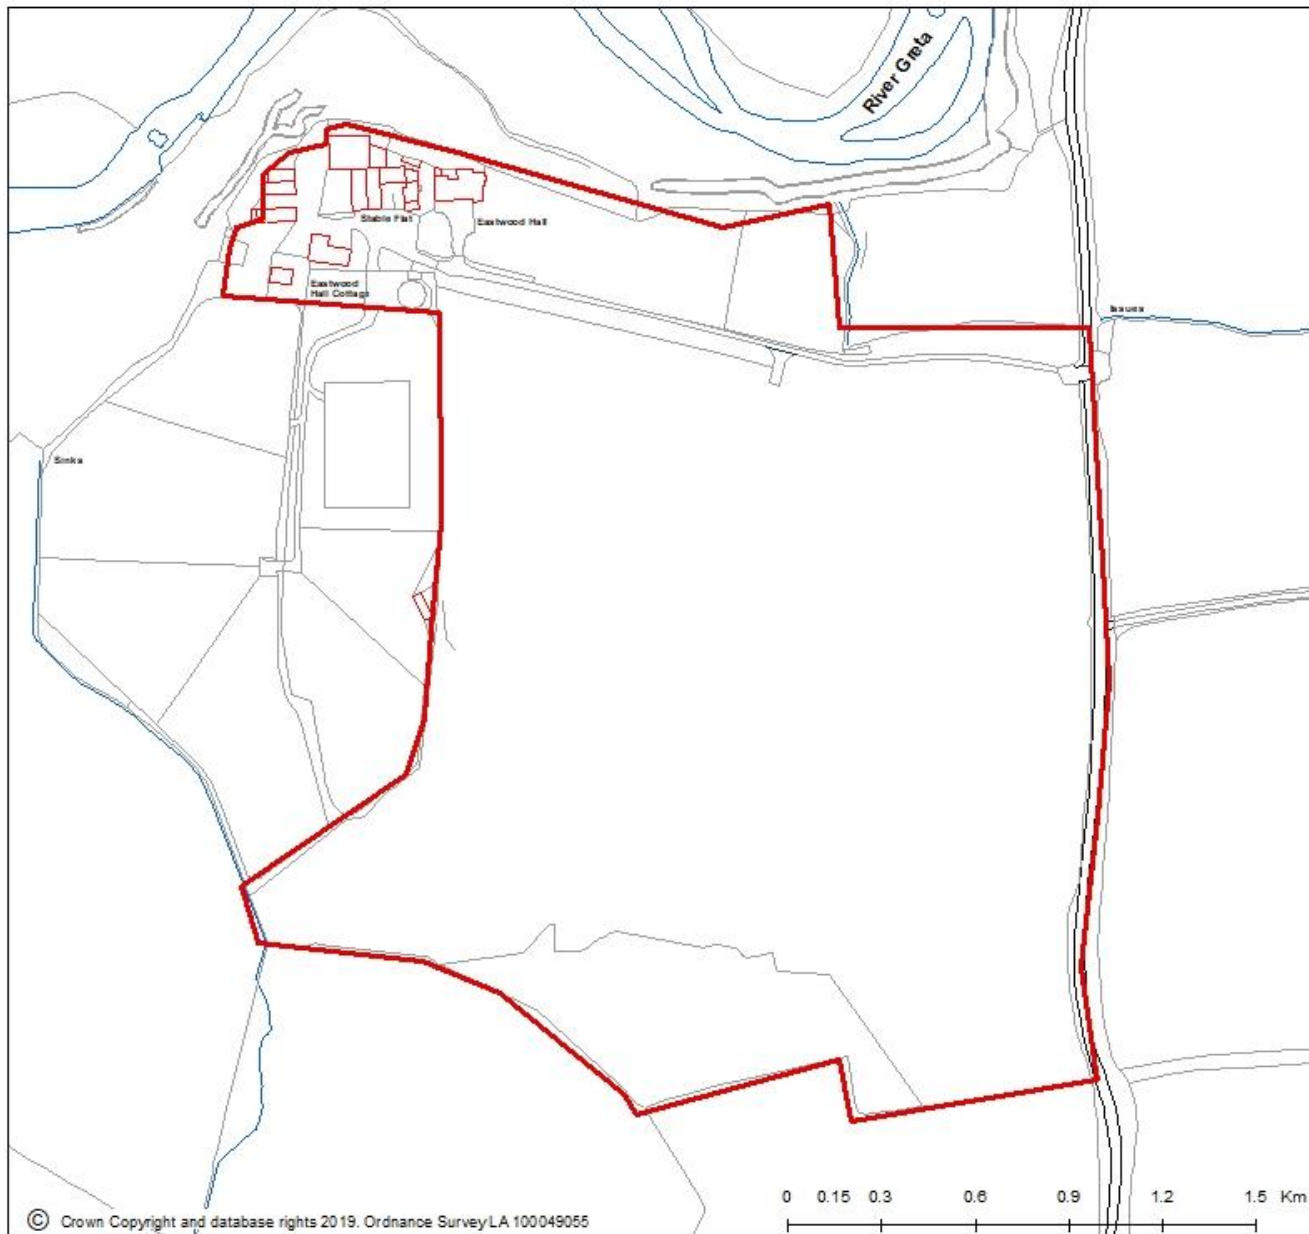 River Greta
Stable Flat
Eastwood Hall
Eastwood
Hall Cottage
Issues
Sinks
0 0.15 0.3 0.6 0.9 1.2 1.5 Km
© Crown Copyright and database rights 2019. Ordnance Survey LA 100049055